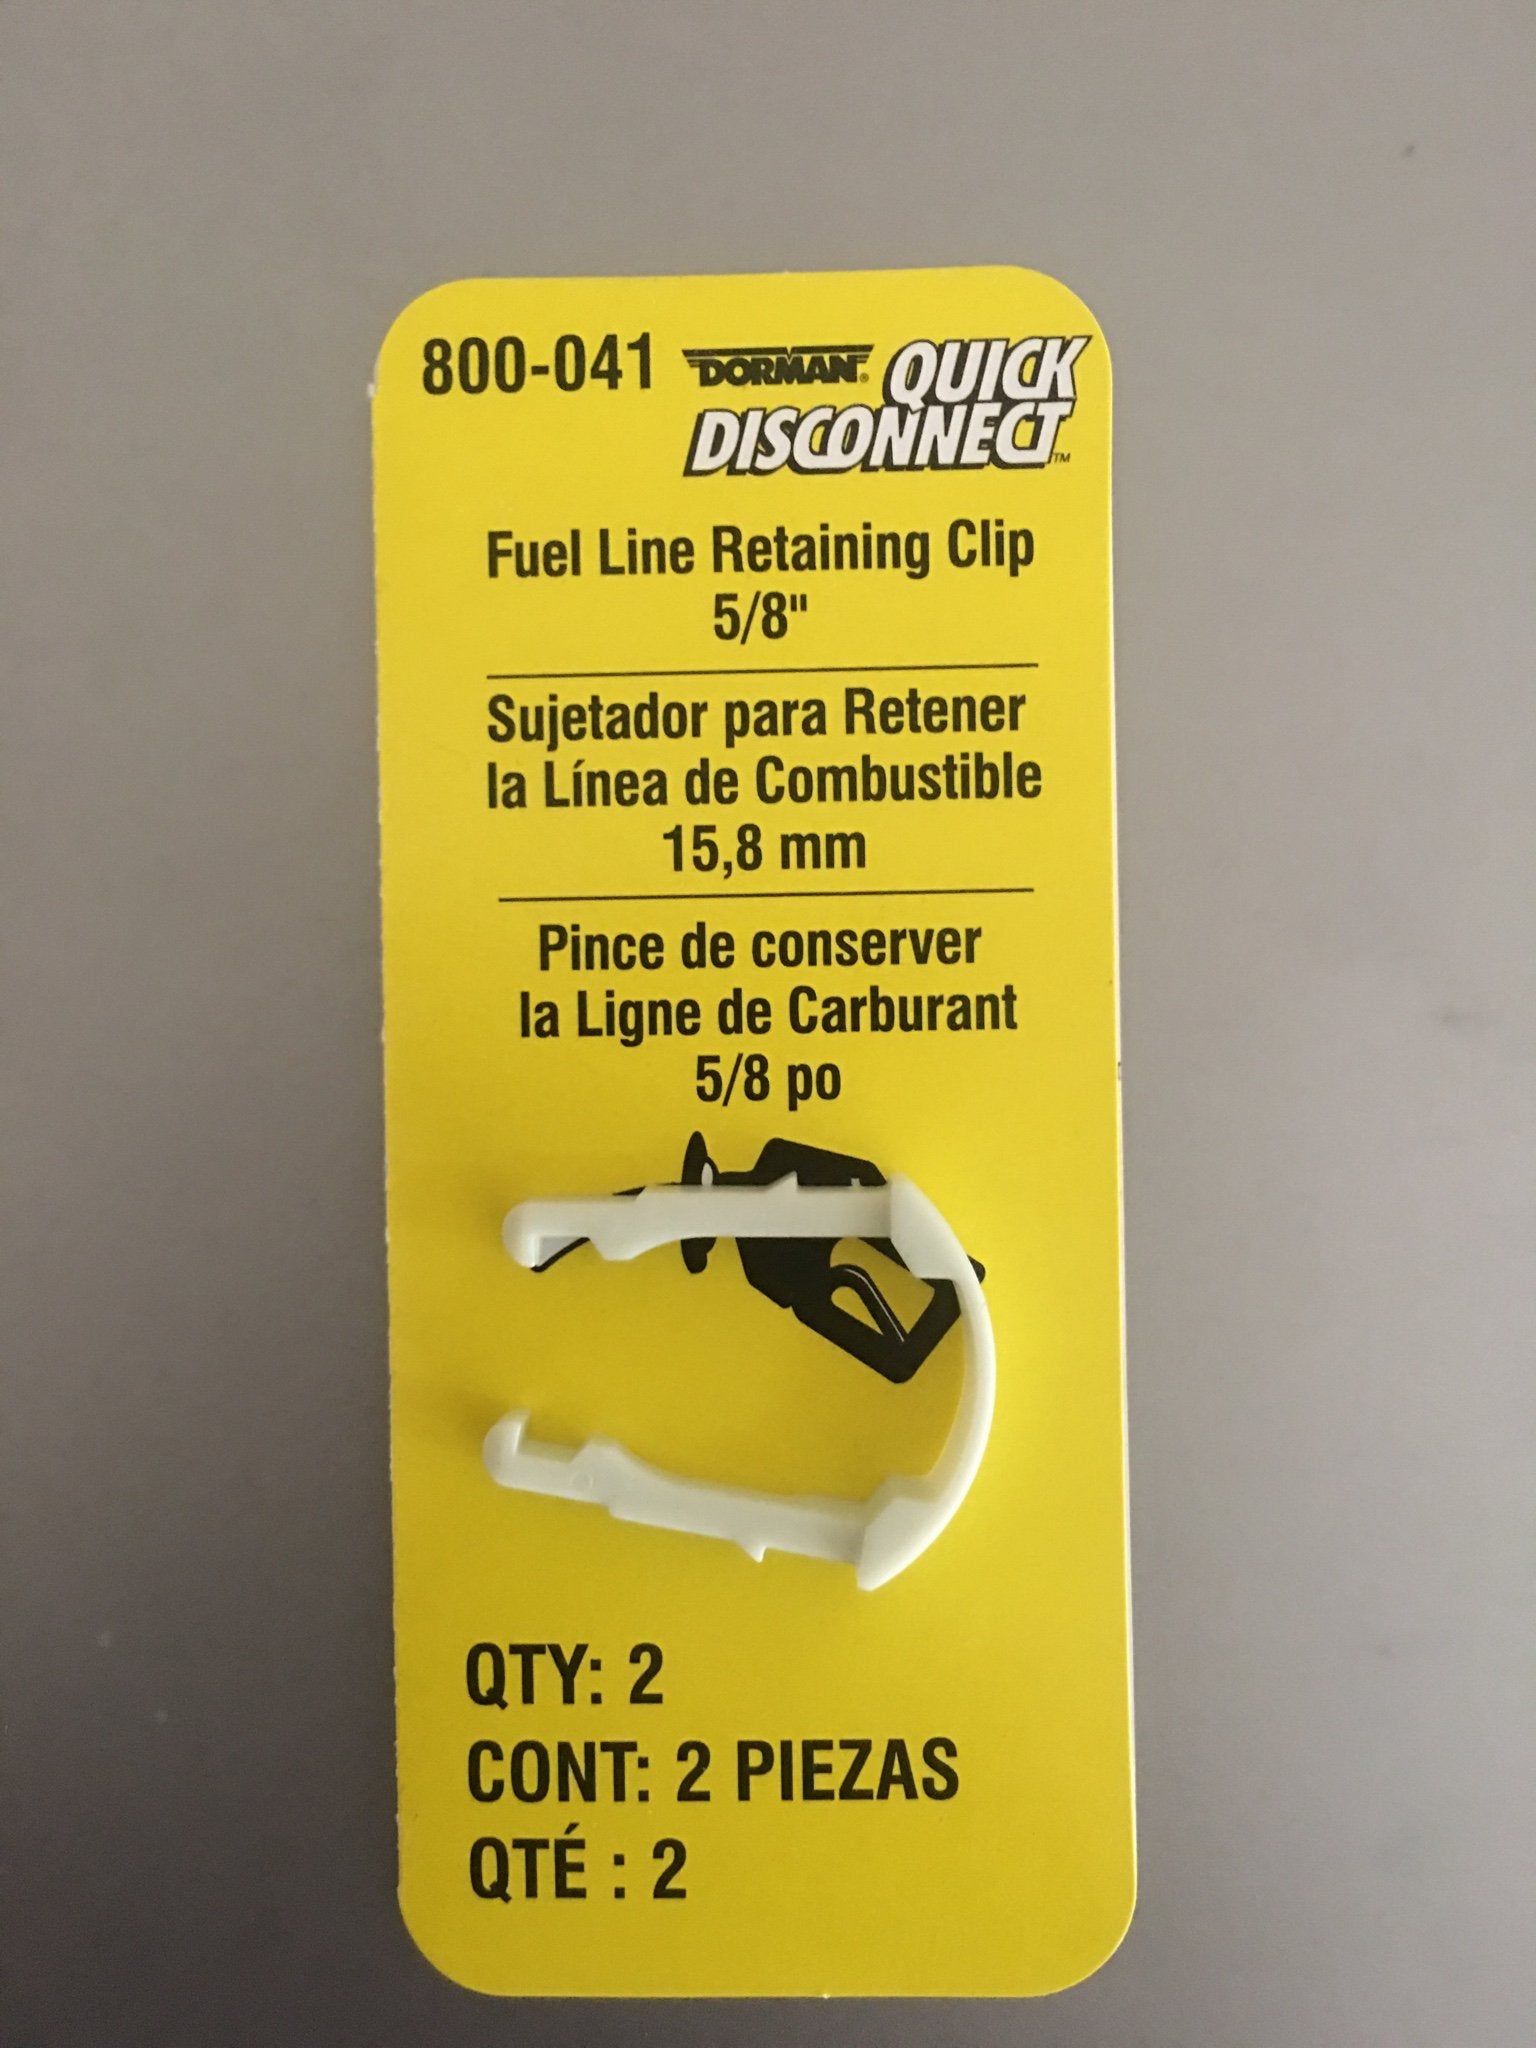 800-041 DORMAN® QUICK
DISCONNECT™
Fuel Line Retaining Clip
5/8"
Sujetador para Retener
la Línea de Combustible
15,8 mm
Pince de conserver
la Ligne de Carburant
5/8 po
QTY: 2
CONT: 2 PIEZAS
QTÉ : 2